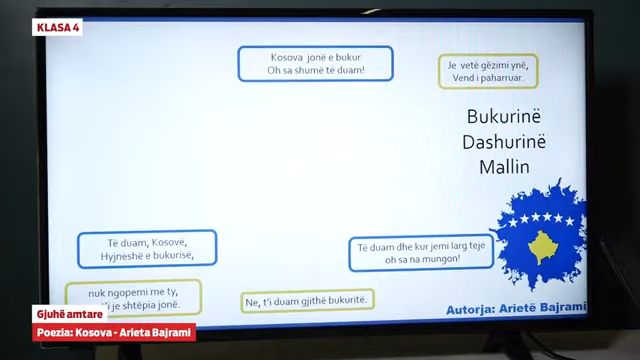 KLASA 4
Kosova jonë e bukur
Oh sa shumë të duam!
Je vetë gëzimi ynë,
Vend i paharruar.
Bukurinë
Dashurinë
Mallin
Të duam, Kosovë,
Hyjneshë e bukurise,
Të duam dhe kur jemi larg teje
oh sa na mungon!
nuk ngopemi me ty,
je shtëpia jonë.
Ne, t'i duam gjithë bukuritë.
Autorja: Arietë Bajrami
Gjuhë amtare
Poezia: Kosova - Arieta Bajrami